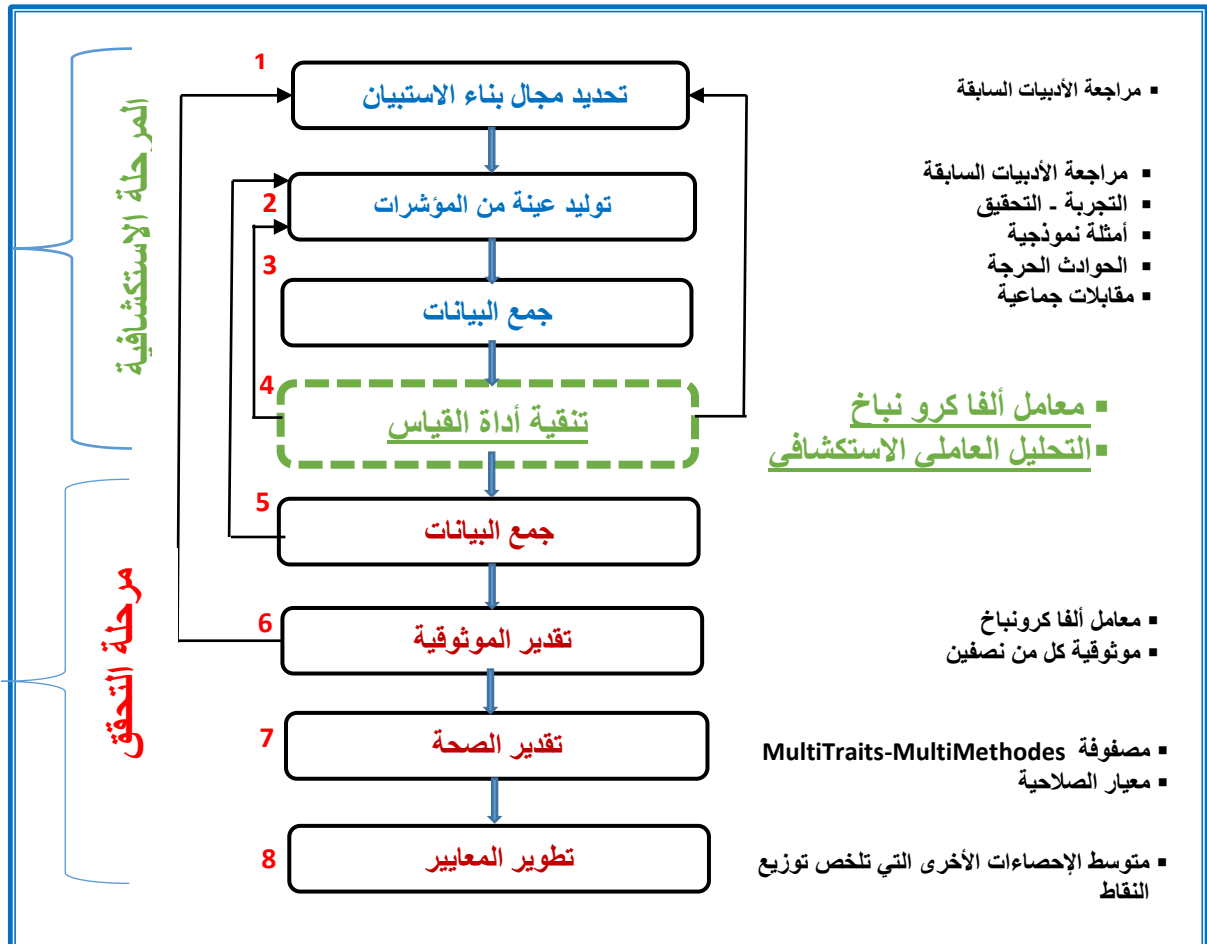 المرحلة الاستكشافية
1
تحديد مجال بناء الاستبيان
▪ مراجعة الأدبيات السابقة
2
توليد عينة من المؤشرات
▪ مراجعة الأدبيات السابقة
▪ التجربة ـ التحقيق
▪ أمثلة نموذجية
▪ الحوادث الحرجة
▪ مقابلات جماعية
3
جمع البيانات
4
تنقية أداة القياس
▪ معامل ألفا كرو نباخ
▪ التحليل العاملي الاستكشافي
مرحلة التحقق
5
جمع البيانات
6
تقدير الموثوقية
▪ معامل ألفا كرونباخ
▪ موثوقية كل من نصفين
7
تقدير الصحة
▪ مصفوفة MultiTraits-MultiMethodes
▪ معيار الصلاحية
8
تطوير المعايير
▪ متوسط الإحصاءات الأخرى التي تلخص توزيع
النقاط